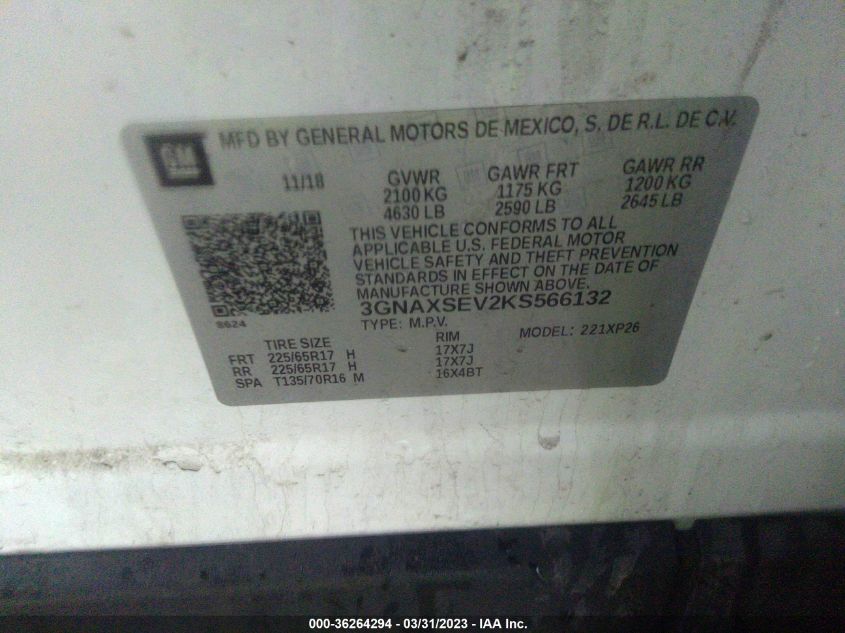 GM
MFD BY GENERAL MOTORS DE MEXICO, S. DE R.L. DE C.V.
11/18 GVWR GAWR FRT GAWR RR
2100 KG 1175 KG 1200 KG
4630 LB 2590 LB 2645 LB
THIS VEHICLE CONFORMS TO ALL
APPLICABLE U.S. FEDERAL MOTOR
VEHICLE SAFETY AND THEFT PREVENTION
STANDARDS IN EFFECT ON THE DATE OF
MANUFACTURE SHOWN ABOVE.
3GNAXSEV2KS566132
8624
TYPE: M.P.V. MODEL: 221XP26
TIRE SIZE RIM
FRT 225/65R17 H 17X7J
RR 225/65R17 H 17X7J
SPA T135/70R16 M 16X4BT
000-36264294 - 03/31/2023 - IAA Inc.